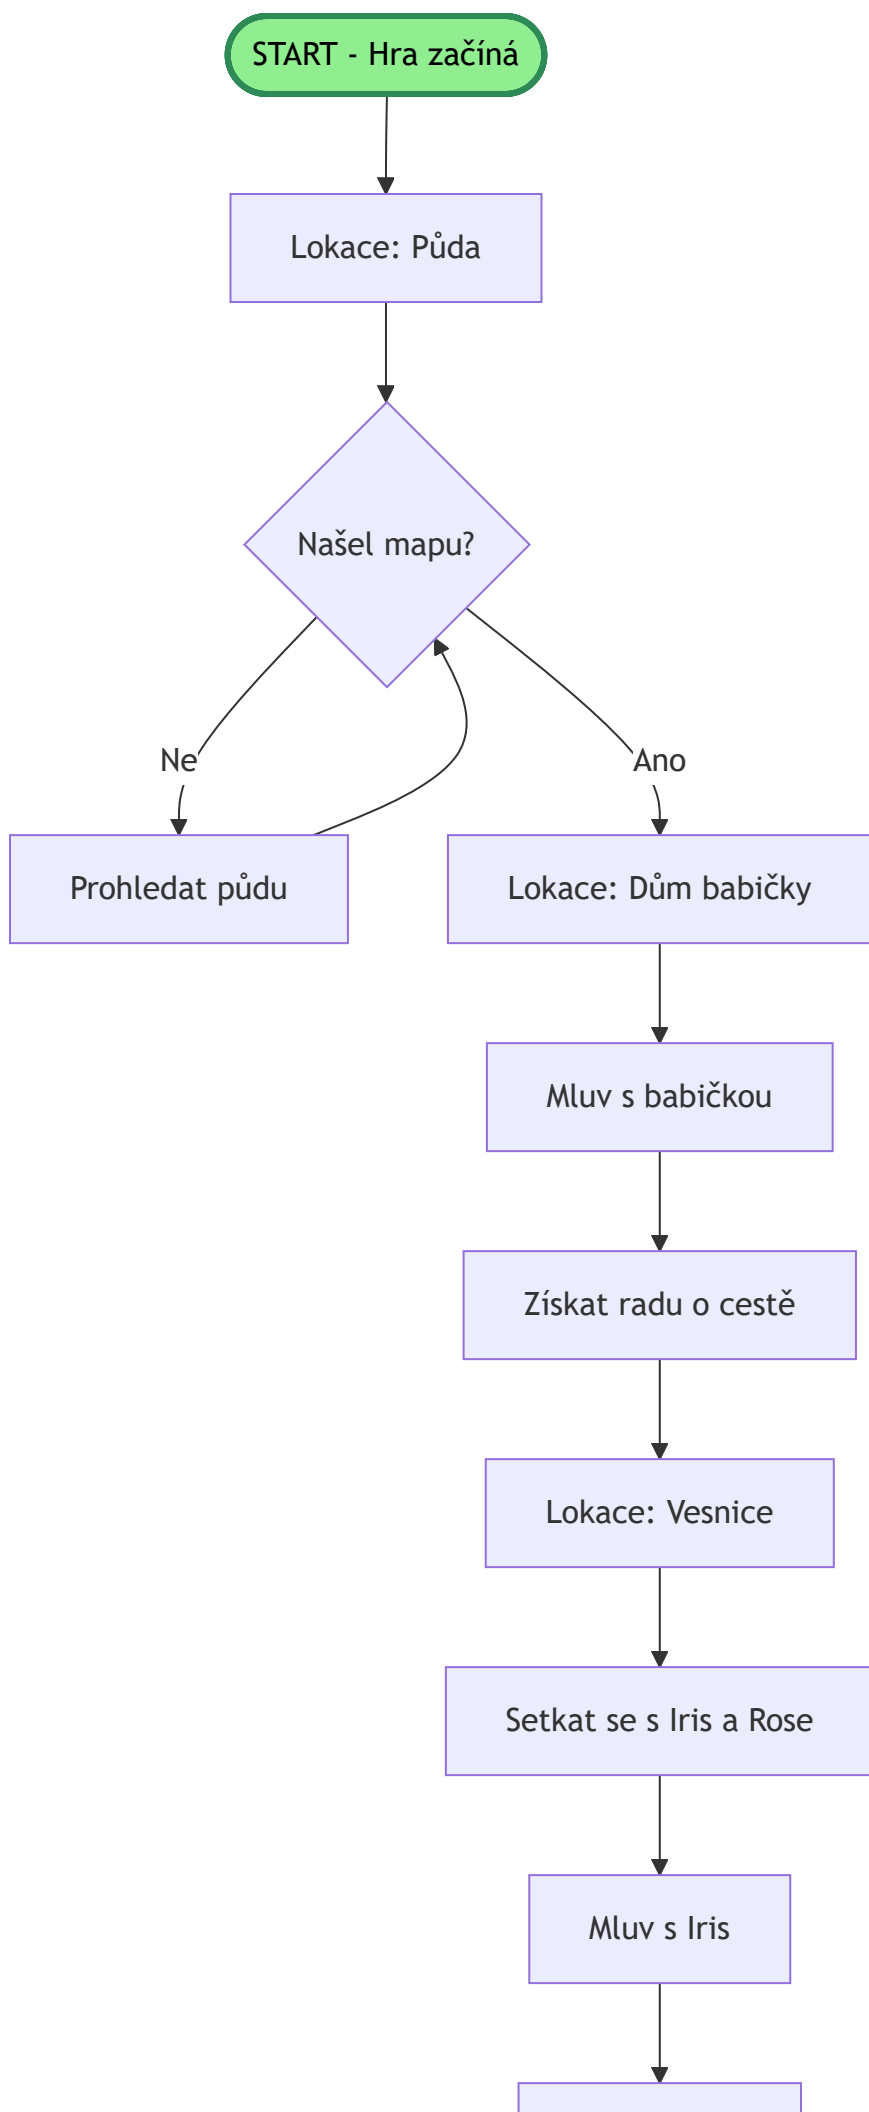 START - Hra začíná
Lokace: Půda
Našel mapu?
Ne
Ano
Prohledat půdu
Lokace: Dům babičky
Mluv s babičkou
Získat radu o cestě
Lokace: Vesnice
Setkat se s Iris a Rose
Mluv s Iris